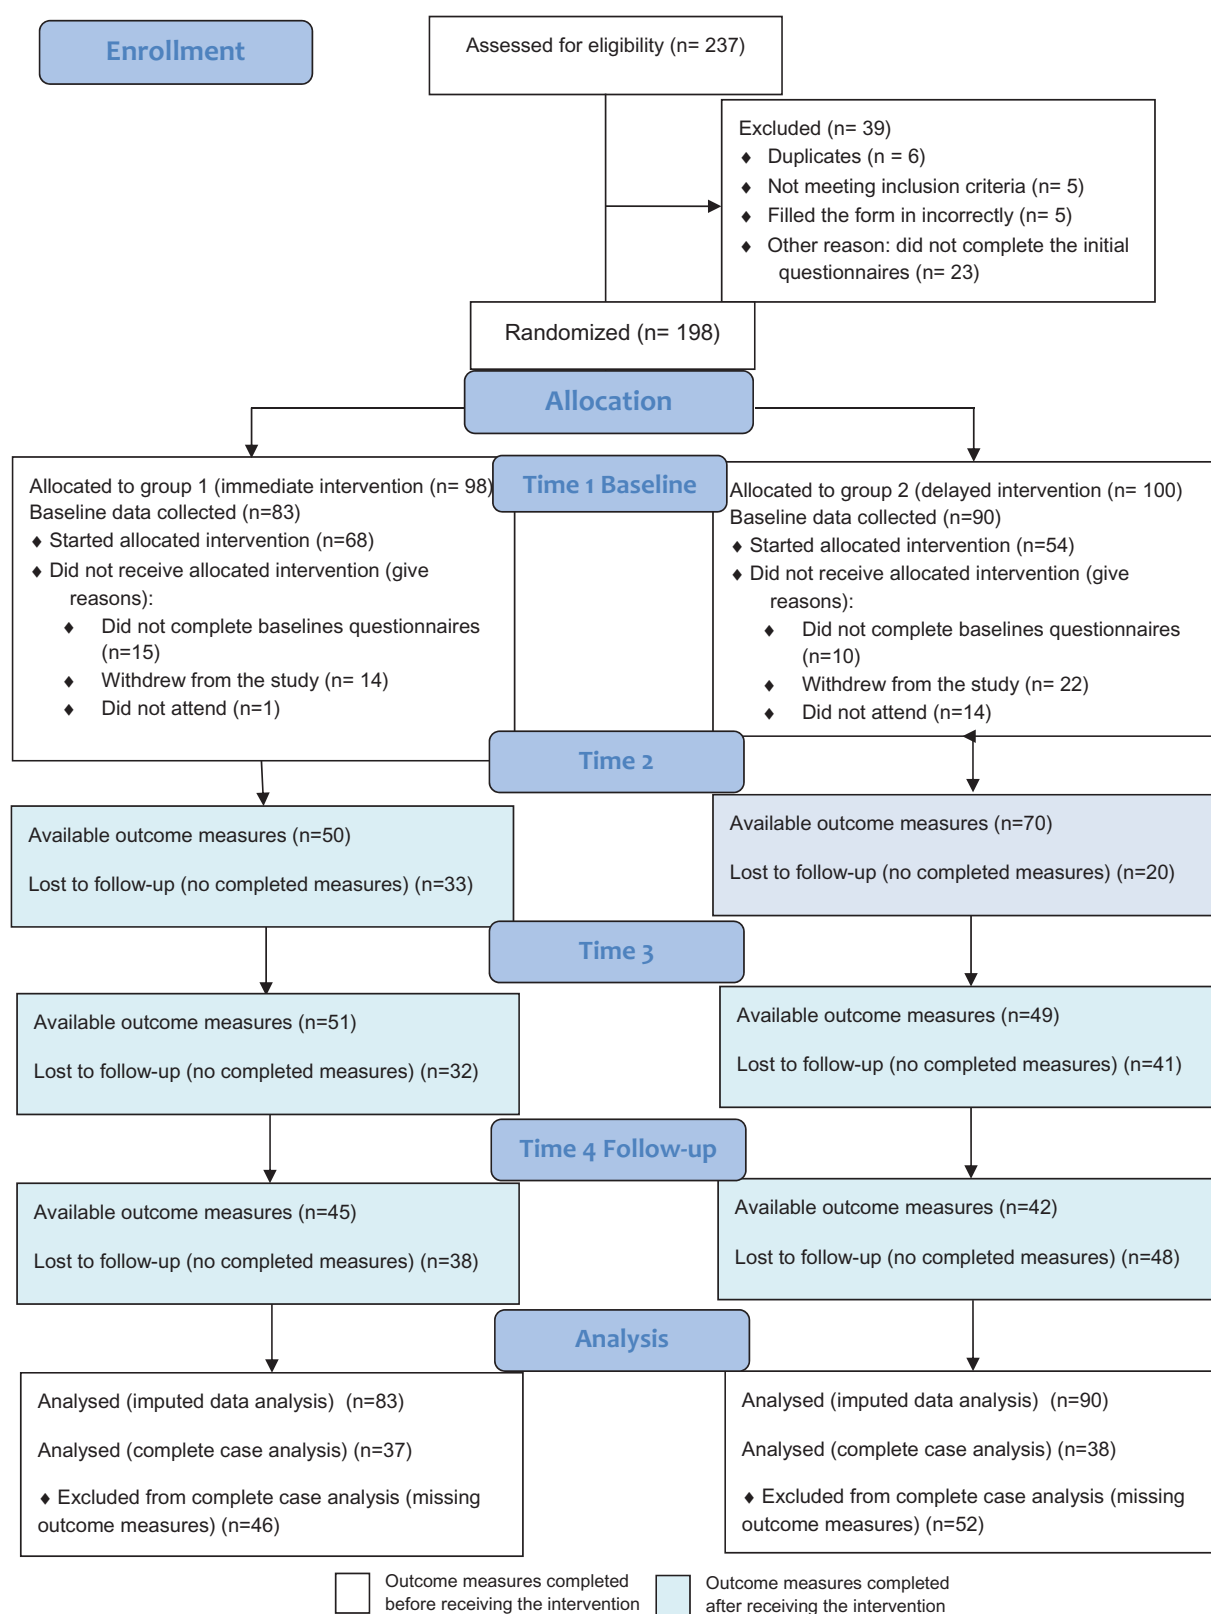 Enrollment
Assessed for eligibility (n= 237)
Excluded (n= 39)
♦ Duplicates (n = 6)
♦ Not meeting inclusion criteria (n= 5)
♦ Filled the form in incorrectly (n= 5)
♦ Other reason: did not complete the initial
questionnaires (n= 23)
Randomized (n= 198)
Allocation
Time 1 Baseline
Allocated to group 1 (immediate intervention (n= 98)
Baseline data collected (n=83)
♦ Started allocated intervention (n=68)
♦ Did not receive allocated intervention (give
reasons):
♦ Did not complete baselines questionnaires
(n=15)
♦ Withdrew from the study (n= 14)
♦ Did not attend (n=1)
Allocated to group 2 (delayed intervention (n= 100)
Baseline data collected (n=90)
♦ Started allocated intervention (n=54)
♦ Did not receive allocated intervention (give
reasons):
♦ Did not complete baselines questionnaires
(n=10)
♦ Withdrew from the study (n= 22)
♦ Did not attend (n=14)
Time 2
Available outcome measures (n=50)
Lost to follow-up (no completed measures) (n=33)
Available outcome measures (n=70)
Lost to follow-up (no completed measures) (n=20)
Time 3
Available outcome measures (n=51)
Lost to follow-up (no completed measures) (n=32)
Available outcome measures (n=49)
Lost to follow-up (no completed measures) (n=41)
Time 4 Follow-up
Available outcome measures (n=45)
Lost to follow-up (no completed measures) (n=38)
Available outcome measures (n=42)
Lost to follow-up (no completed measures) (n=48)
Analysis
Analysed (imputed data analysis) (n=83)
Analysed (complete case analysis) (n=37)
♦ Excluded from complete case analysis (missing
outcome measures) (n=46)
Analysed (imputed data analysis) (n=90)
Analysed (complete case analysis) (n=38)
♦ Excluded from complete case analysis (missing
outcome measures) (n=52)
Outcome measures completed
before receiving the intervention
Outcome measures completed
after receiving the intervention